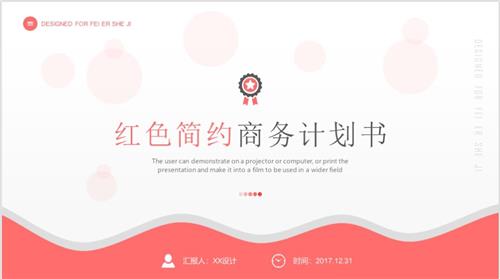 DESIGNED FOR FEI ER SHE JI
DESIGNED FOR FEI ER SHE JI
红色简约商务计划书
The user can demonstrate on a projector or computer, or print the
presentation and make it into a film to be used in a wider field
汇报人：XX设计
时间：2017.12.31